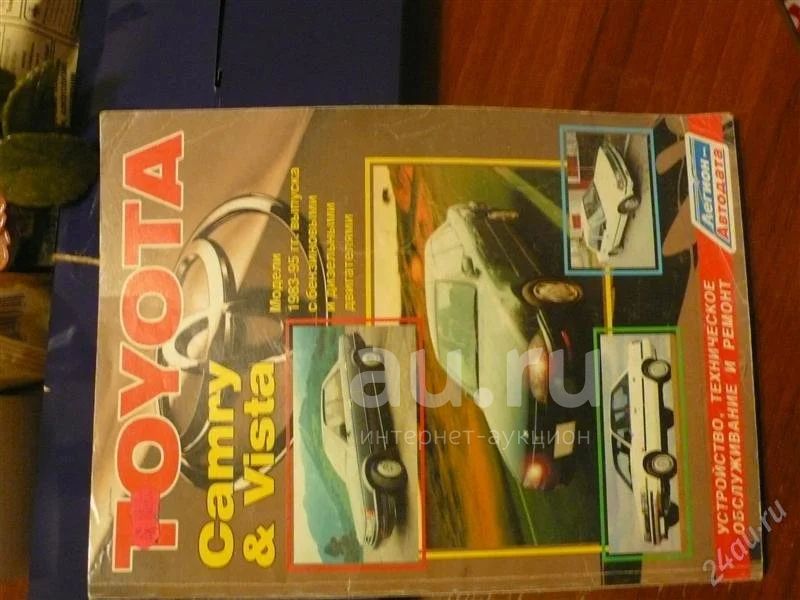 TOYOTA
Camry
& Vista
Модели
1983-95 гг. выпуска
с бензиновыми
и дизельными
двигателями
Легион-
Автодата
УСТРОЙСТВО, ТЕХНИЧЕСКОЕ
ОБСЛУЖИВАНИЕ И РЕМОНТ
au.ru
интернет-аукцион
24au.ru